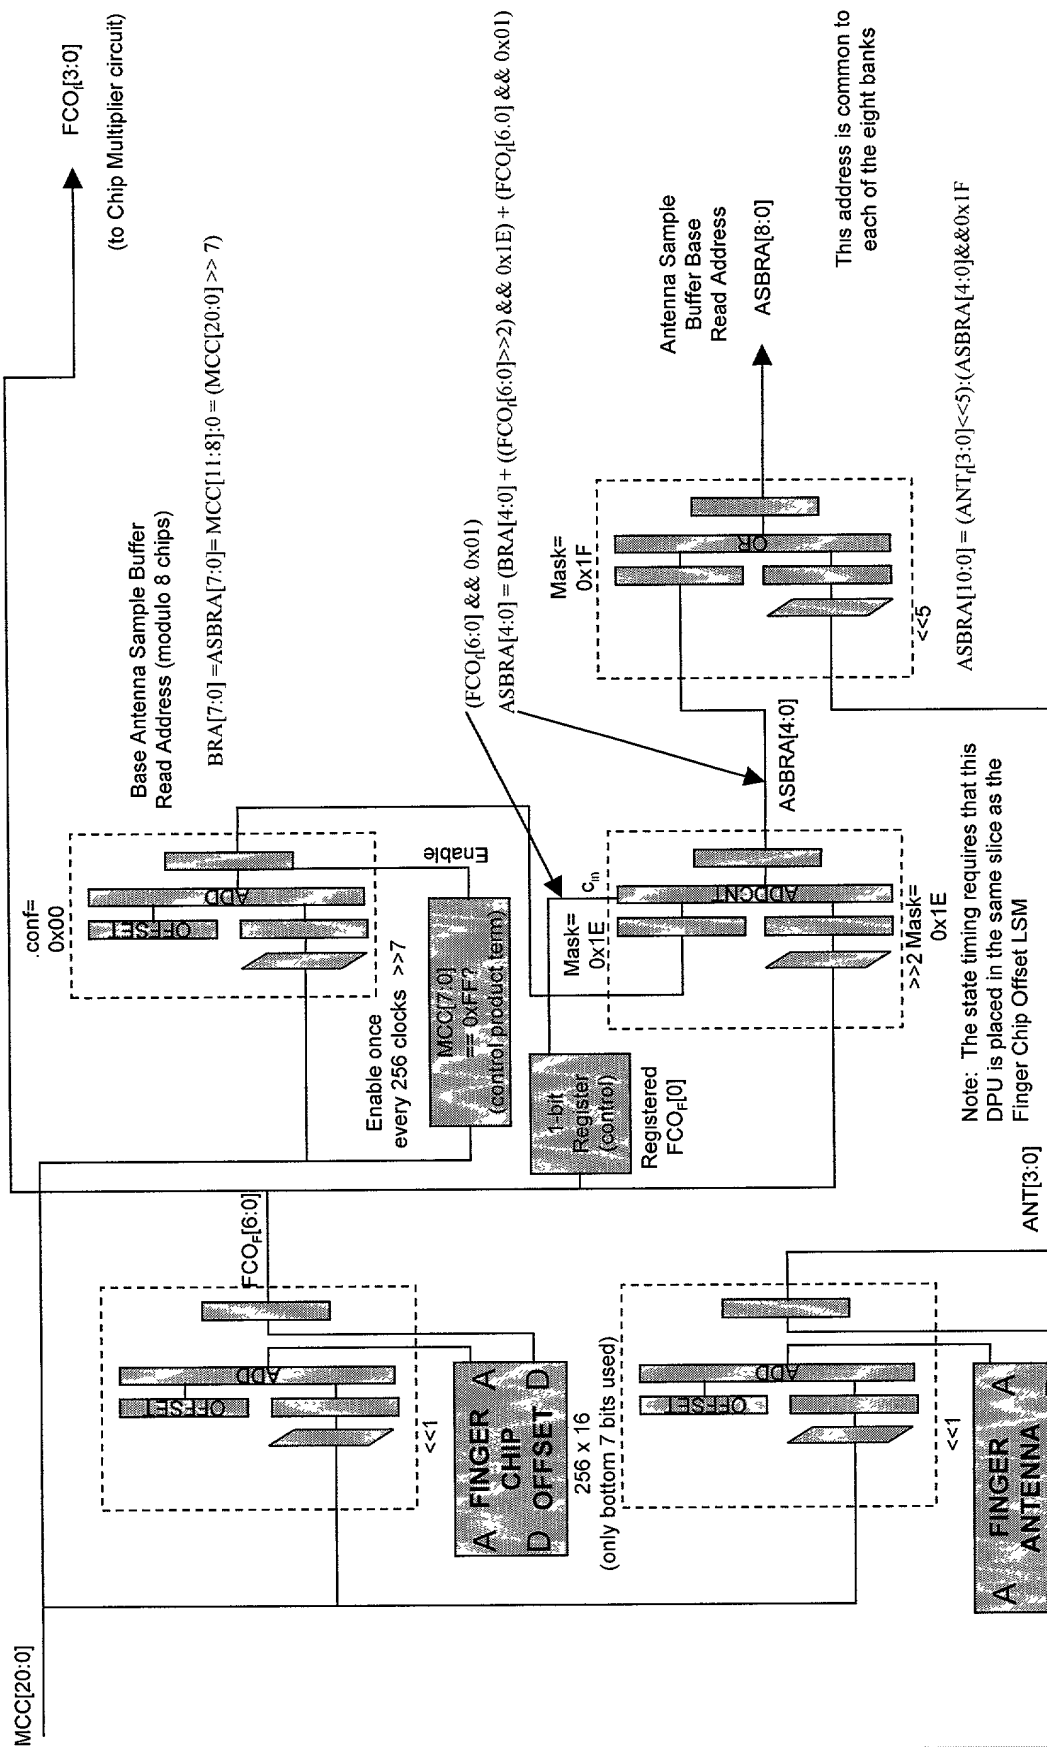 MCC[20:0]
FCO_f[3:0]
(to Chip Multiplier circuit)
.conf=
0x00
Base Antenna Sample Buffer
Read Address (modulo 8 chips)
BRA[7:0] =ASBRA[7:0]= MCC[11:8]:0 = (MCC[20:0] >> 7)
OFFSET
ADD
Enable once
every 256 clocks >>7
Enable
MCC[7:0]
== 0xFF?
(control product term)
FCO_F[6:0]
OFFSET
ADD
<<1
A A
FINGER
CHIP
OFFSET
D D
256 x 16
(only bottom 7 bits used)
1-bit
Register
(control)
Registered
FCO_F[0]
(FCO_f[6:0] && 0x01)
ASBRA[4:0] = (BRA[4:0] + ((FCO_f[6:0]>>2) && 0x1E) + (FCO_f[6.0] && 0x01)
Mask=
0x1E
c_in
ADDCNT
>>2 Mask=
0x1E
ASBRA[4:0]
Mask=
0x1F
OR
<<5
Antenna Sample
Buffer Base
Read Address
ASBRA[8:0]
This address is common to
each of the eight banks
ASBRA[10:0] = (ANT_f[3:0]<<5):(ASBRA[4:0]&&0x1F
OFFSET
ADD
<<1
A A
FINGER
ANTENNA
ANT[3:0]
Note: The state timing requires that this
DPU is placed in the same slice as the
Finger Chip Offset LSM